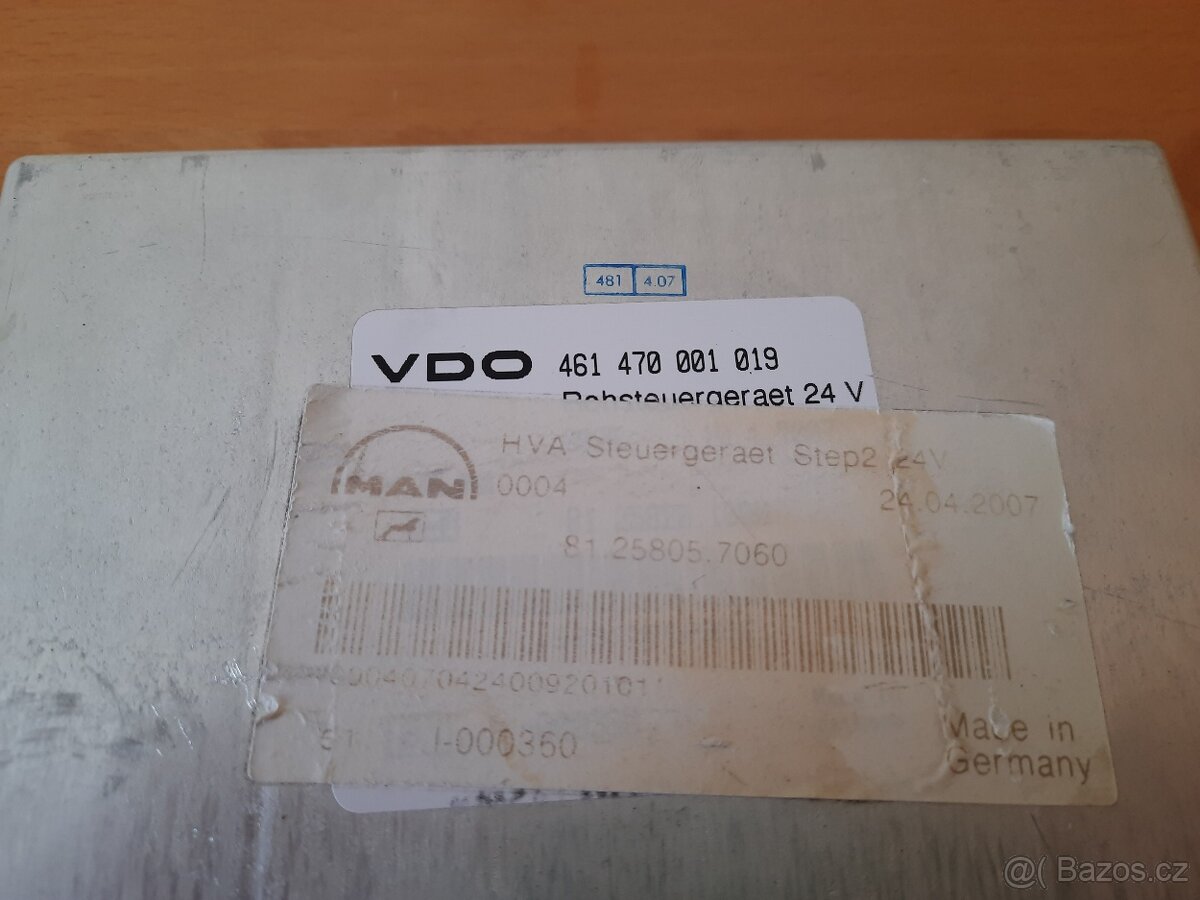 481 4.07
VDO 461 470 001 019
Rohsteuergeraet 24 V
MAN HVA Steuergeraet Step2 24V
0004 24.04.2007
81.25805.7060
000360
Made in
Germany
@( Bazos.cz